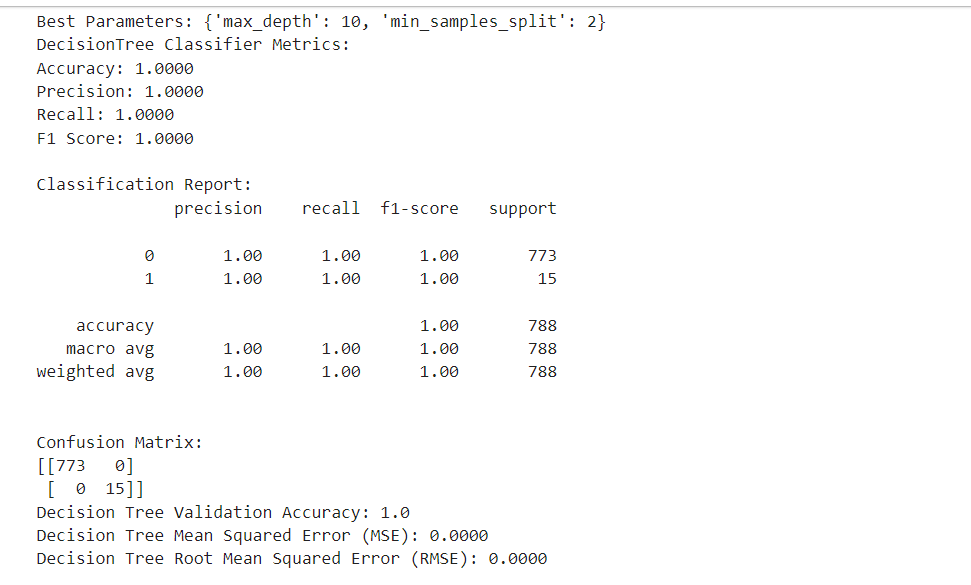 Best Parameters: {'max_depth': 10, 'min_samples_split': 2}
DecisionTree Classifier Metrics:
Accuracy: 1.0000
Precision: 1.0000
Recall: 1.0000
F1 Score: 1.0000

Classification Report:
              precision    recall  f1-score   support

           0       1.00      1.00      1.00       773
           1       1.00      1.00      1.00        15

    accuracy                           1.00       788
   macro avg       1.00      1.00      1.00       788
weighted avg       1.00      1.00      1.00       788


Confusion Matrix:
[[773   0]
 [  0  15]]
Decision Tree Validation Accuracy: 1.0
Decision Tree Mean Squared Error (MSE): 0.0000
Decision Tree Root Mean Squared Error (RMSE): 0.0000